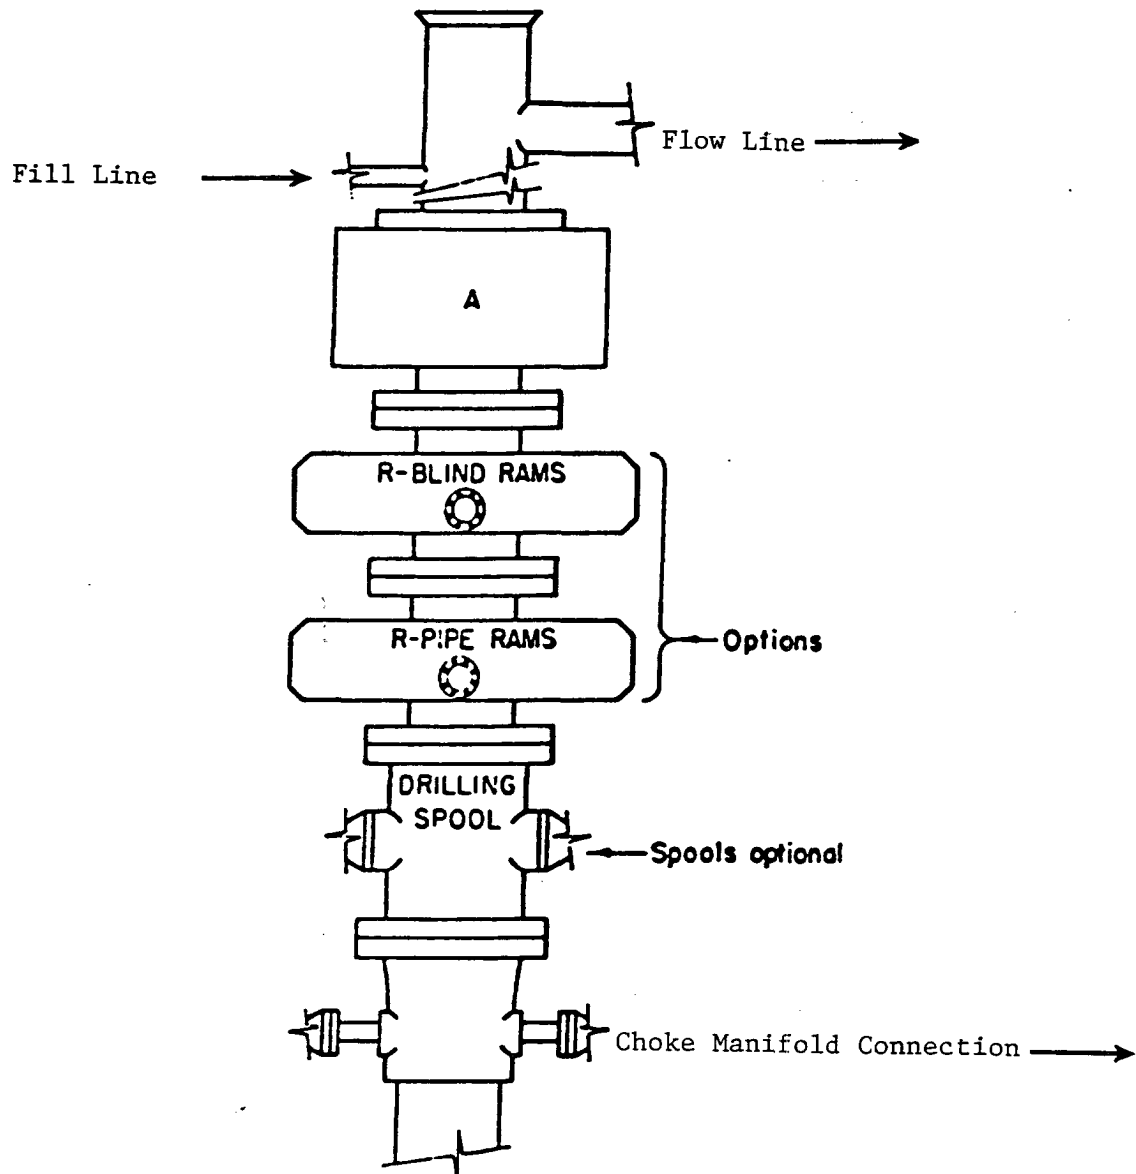 Flow Line
Fill Line
A
R-BLIND RAMS
R-PIPE RAMS
Options
DRILLING
SPOOL
Spools optional
Choke Manifold Connection